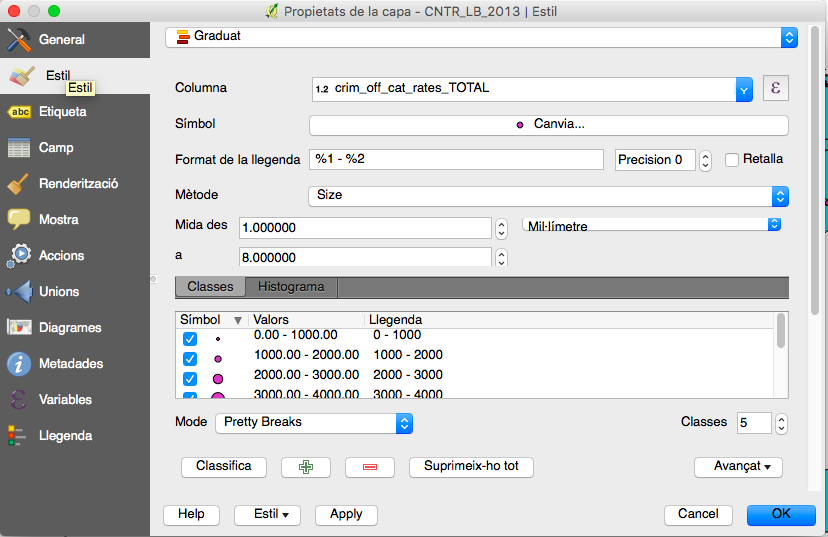 Propietats de la capa - CNTR_LB_2013 | Estil
General
Estil
Estil
abc Etiqueta
Camp
Renderització
Mostra
Accions
Unions
Diagrames
Metadades
Variables
Llegenda
Graduat
Columna 1.2 crim_off_cat_rates_TOTAL ε
Símbol Canvia...
Format de la llegenda %1 - %2 Precision 0 Retalla
Mètode Size
Mida des 1.000000 Mil·límetre
a 8.000000
Classes Histograma
Símbol Valors Llegenda
0.00 - 1000.00 0 - 1000
1000.00 - 2000.00 1000 - 2000
2000.00 - 3000.00 2000 - 3000
3000.00 - 4000.00 3000 - 4000
Mode Pretty Breaks Classes 5
Classifica Suprimeix-ho tot Avançat
Help Estil Apply Cancel OK